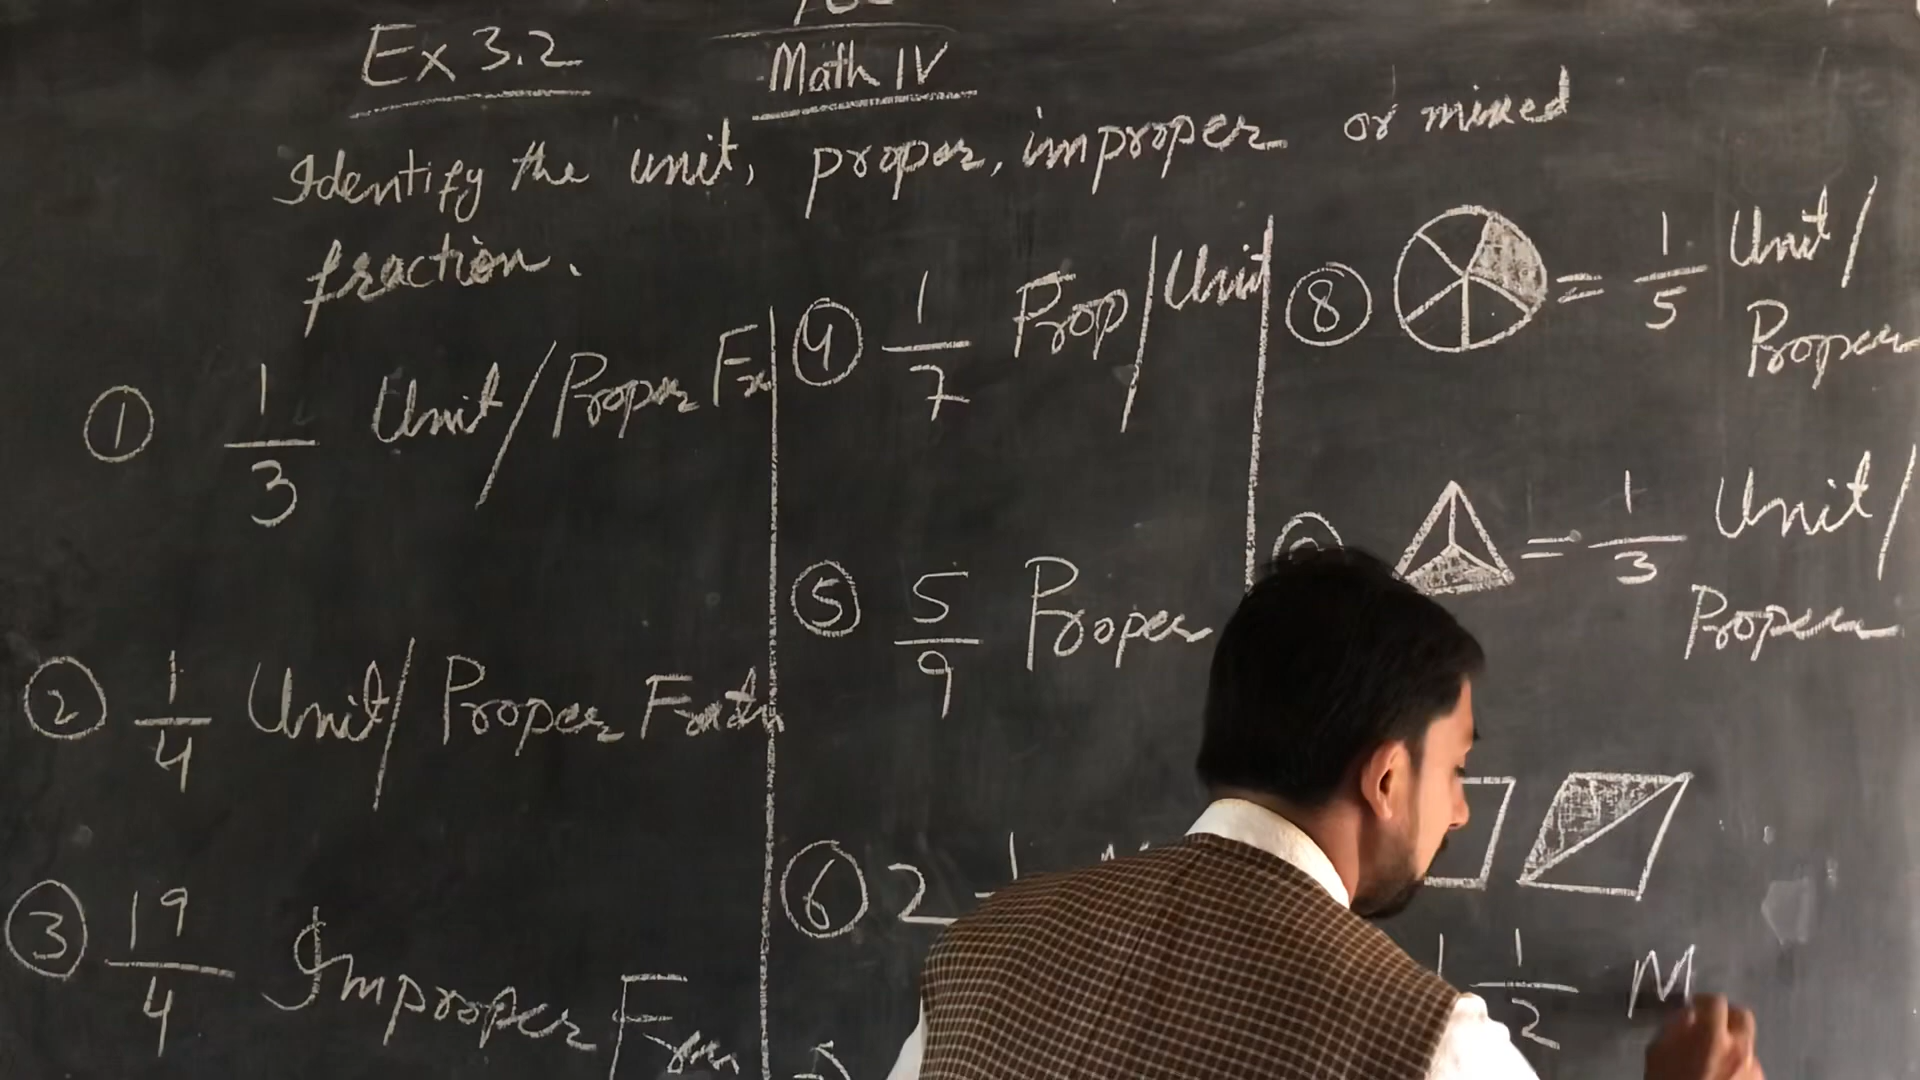 Ex 3.2
Math IV
Identify the unit, proper, improper or mixed
fraction.
① 1/3 Unit/Proper
② 1/4 Unit/Proper
③ 19/4 Improper
④ 1/7 Prop/Unit
⑤ 5/9 Proper
⑥ 2 1
⑧ = 1/5 Unit/
Proper
= 1/3 Unit/
Proper
1 1/2 M